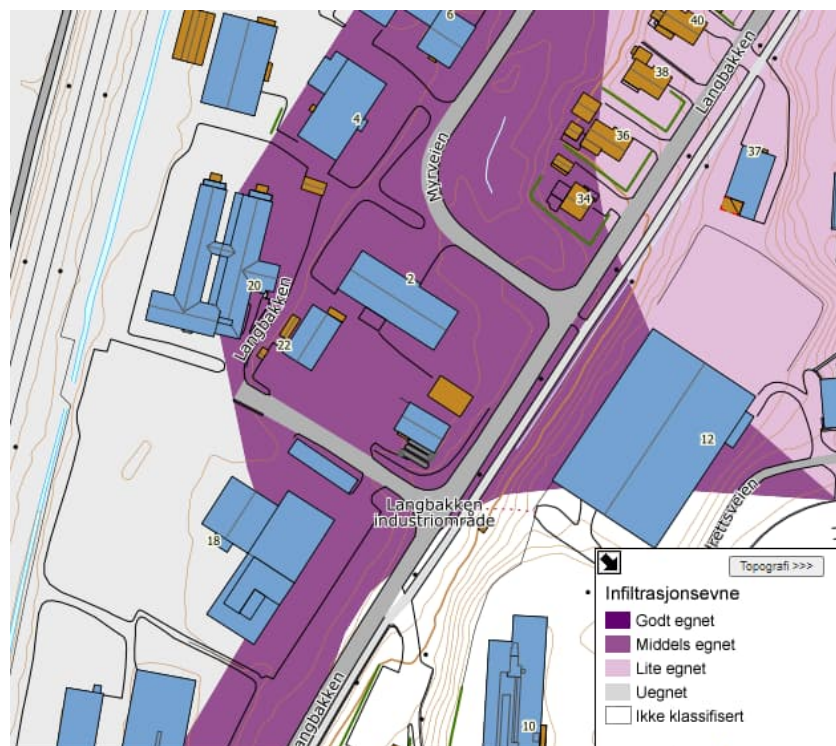 6
40
38
4
Langbakken
36
37
Myrveien
34
2
20
Langbakken
22
12
Langbakken
industriområde
18
drettsveien
Topografi >>>
Infiltrasjonsevne
Godt egnet
Middels egnet
Lite egnet
Uegnet
Ikke klassifisert
Langbakken
10